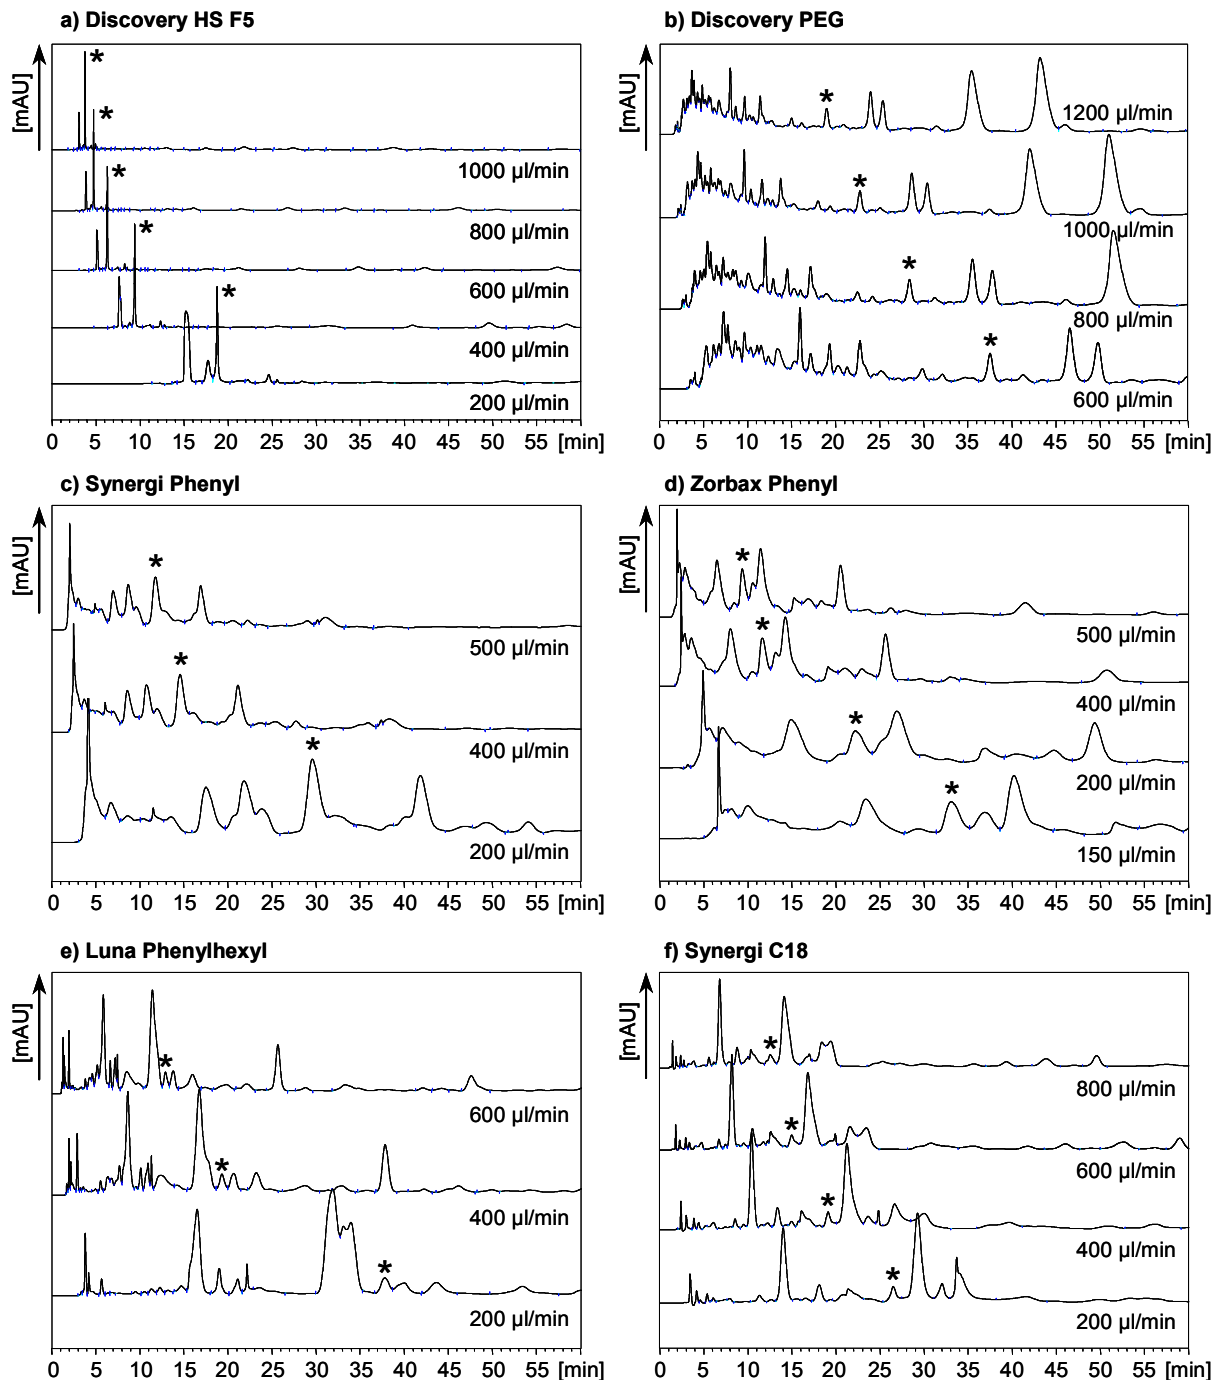 a) Discovery HS F5
[mAU]
*
*
*
*
*
1000 µl/min
800 µl/min
600 µl/min
400 µl/min
200 µl/min
0 5 10 15 20 25 30 35 40 45 50 55 [min]
b) Discovery PEG
[mAU]
*
1200 µl/min
*
1000 µl/min
*
800 µl/min
*
600 µl/min
0 5 10 15 20 25 30 35 40 45 50 55 [min]
c) Synergi Phenyl
[mAU]
*
500 µl/min
*
400 µl/min
*
200 µl/min
0 5 10 15 20 25 30 35 40 45 50 55 [min]
d) Zorbax Phenyl
[mAU]
*
500 µl/min
*
400 µl/min
*
200 µl/min
*
150 µl/min
0 5 10 15 20 25 30 35 40 45 50 55 [min]
e) Luna Phenylhexyl
[mAU]
*
600 µl/min
*
400 µl/min
*
200 µl/min
0 5 10 15 20 25 30 35 40 45 50 55 [min]
f) Synergi C18
[mAU]
*
800 µl/min
*
600 µl/min
*
400 µl/min
*
200 µl/min
0 5 10 15 20 25 30 35 40 45 50 55 [min]